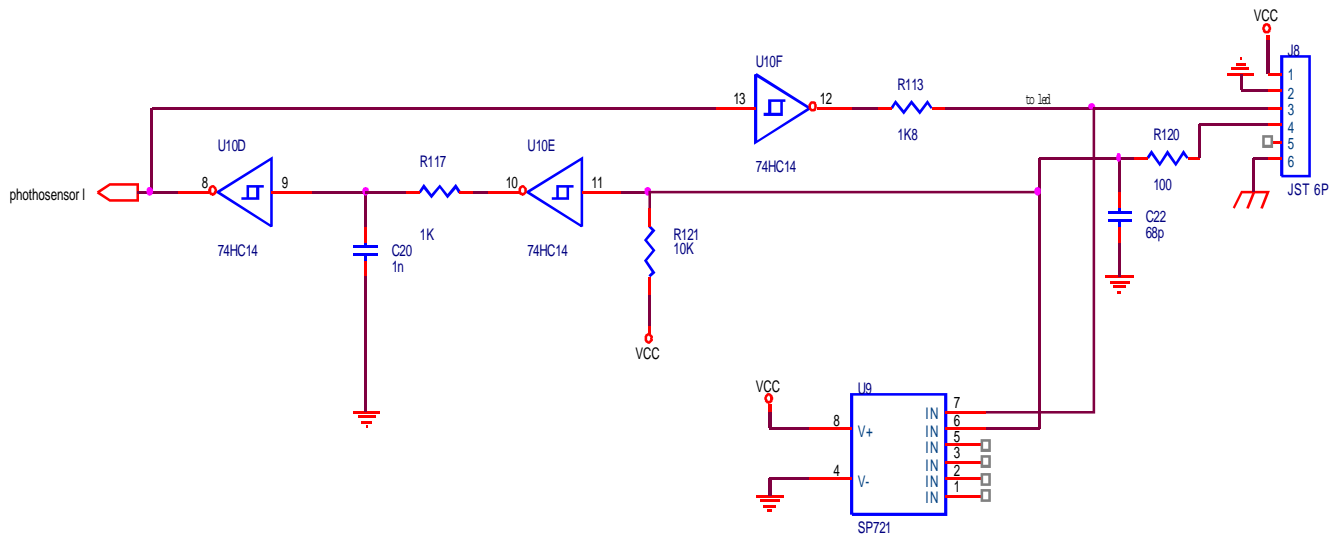 VCC
J8
U10F
R113
1
2
13
12
to led
3
1K8
4
R120
5
U10D
U10E
74HC14
6
R117
100
JST 6P
phothosensor I
8
9
10
11
C22
68p
R121
10K
1K
74HC14
C20
1n
74HC14
VCC
VCC
U9
7
IN
8
V+
6
IN
5
IN
3
IN
4
V-
2
IN
1
IN
SP721